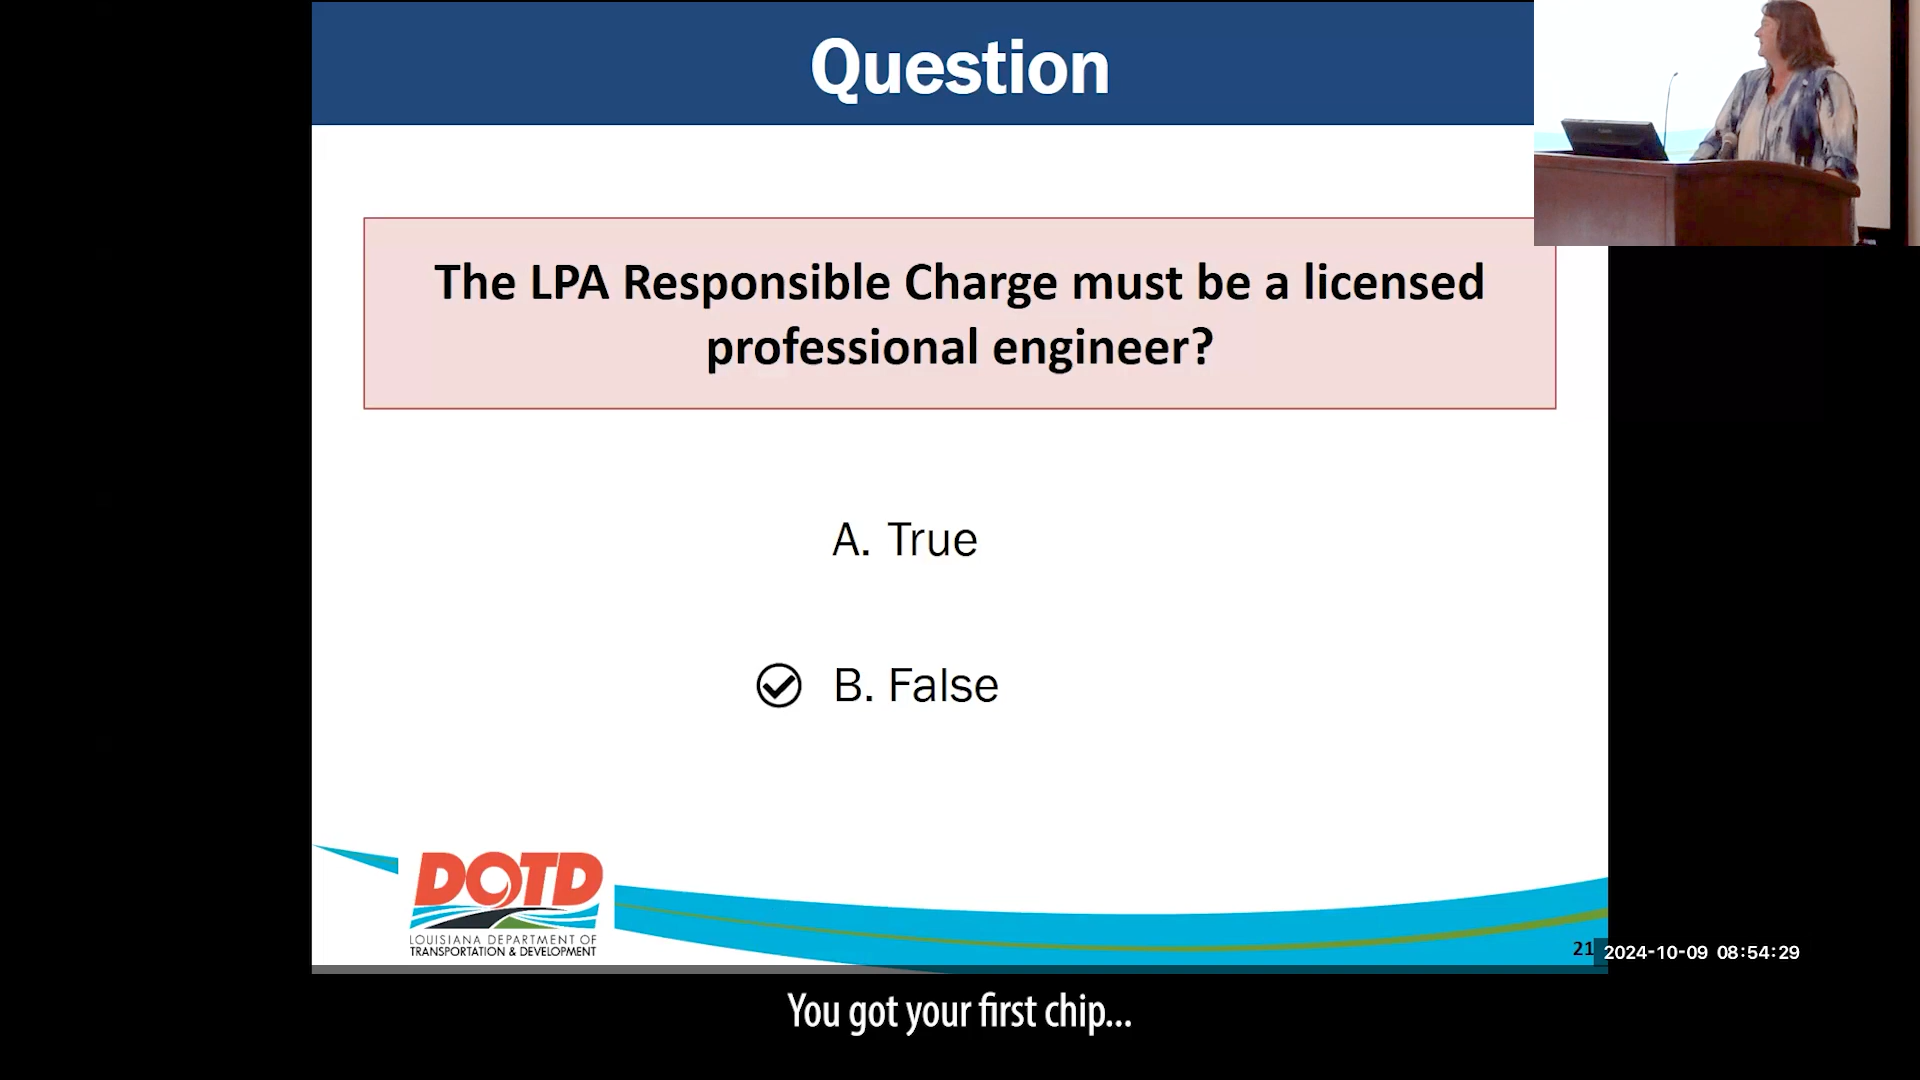 Question
The LPA Responsible Charge must be a licensed
professional engineer?
A. True
B. False
DOTD
LOUISIANA DEPARTMENT OF
TRANSPORTATION & DEVELOPMENT
21
2024-10-09 08:54:29
You got your first chip...